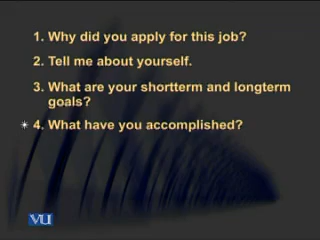 1. Why did you apply for this job?
2. Tell me about yourself.
3. What are your shortterm and longterm
goals?
4. What have you accomplished?
VU